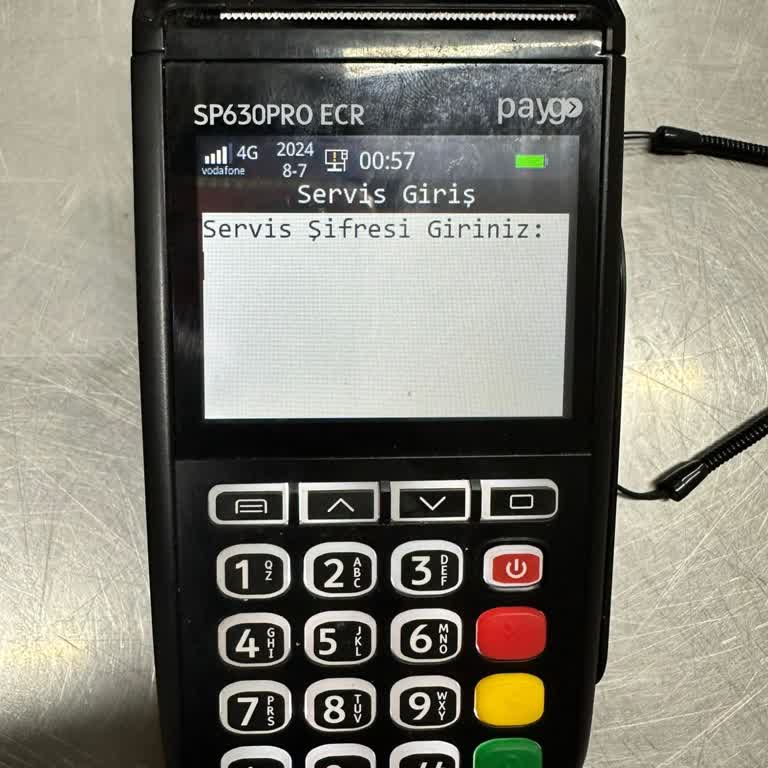 SP630PRO ECR paygo
4G 2024 00:57
vodafone 8-7
Servis Giriş
Servis Şifresi Giriniz:
1 QZ 2 ABC 3 DEF
4 GHI 5 JKL 6 MNO
7 PRS 8 TUV 9 WXY